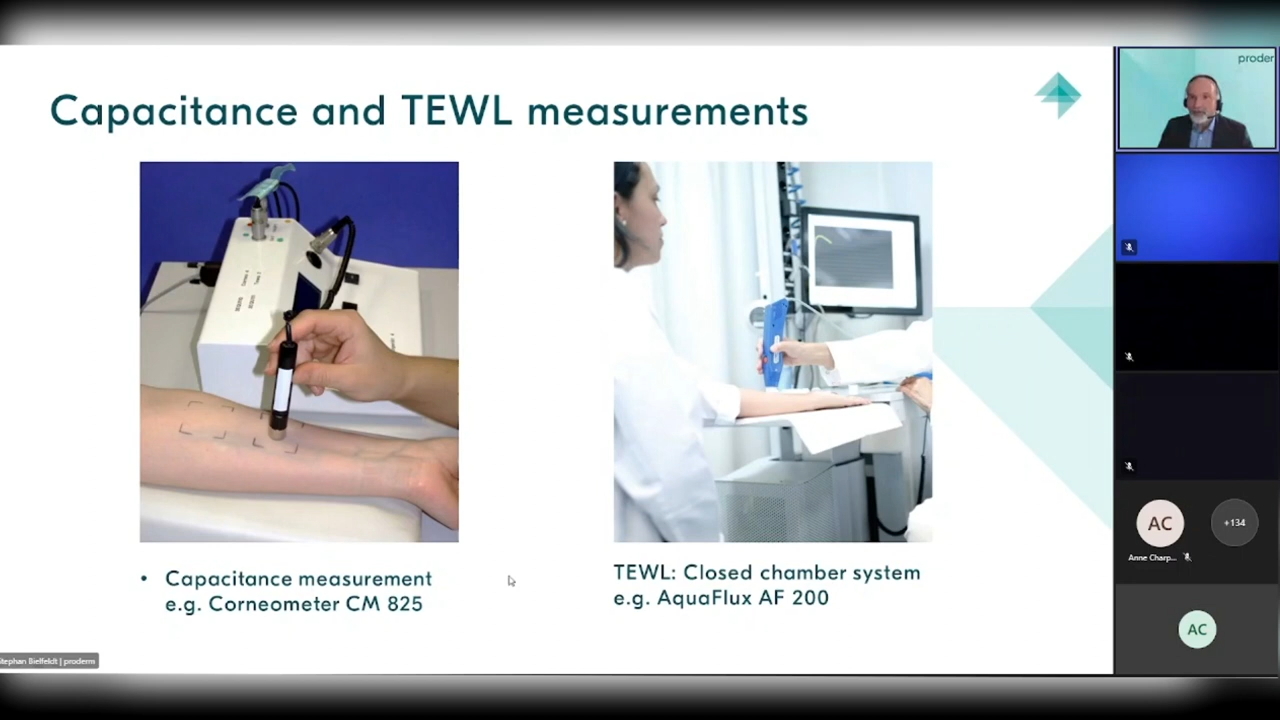 Capacitance and TEWL measurements
• Capacitance measurement
e.g. Corneometer CM 825
TEWL: Closed chamber system
e.g. AquaFlux AF 200
Stephan Bielfeldt | proderm
proder
AC
+134
Anne Charp...
AC